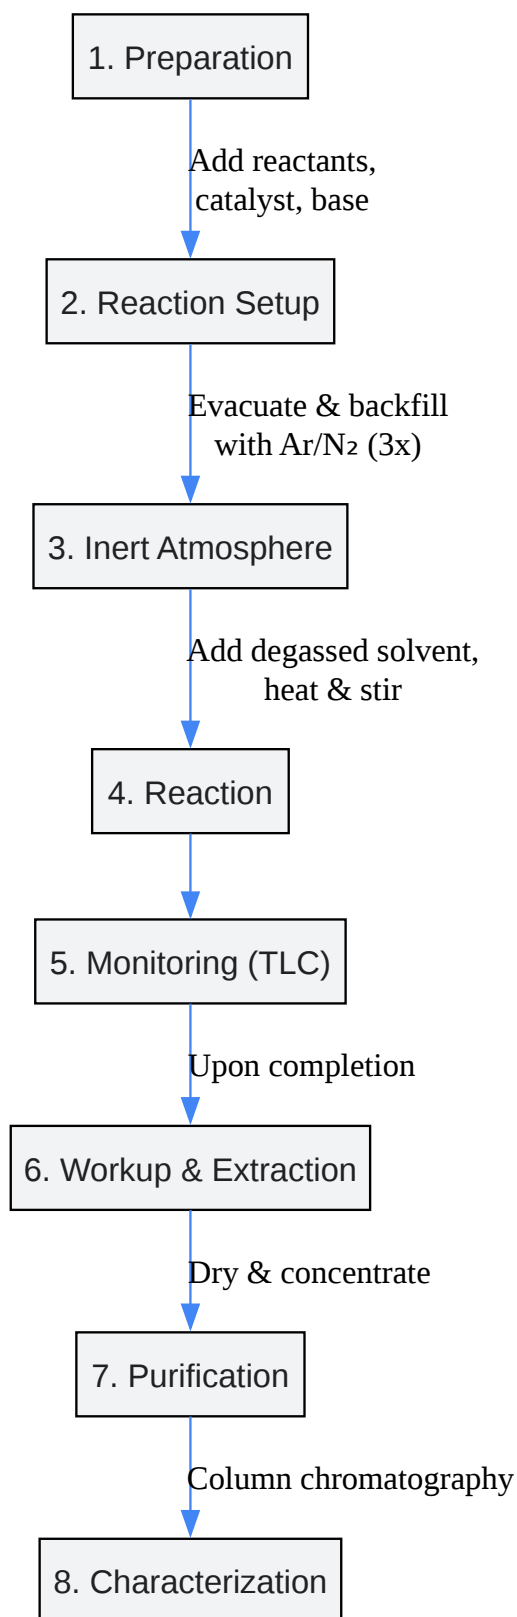 1. Preparation
Add reactants,
catalyst, base
2. Reaction Setup
Evacuate & backfill
with Ar/N₂ (3x)
3. Inert Atmosphere
Add degassed solvent,
heat & stir
4. Reaction
5. Monitoring (TLC)
Upon completion
6. Workup & Extraction
Dry & concentrate
7. Purification
Column chromatography
8. Characterization